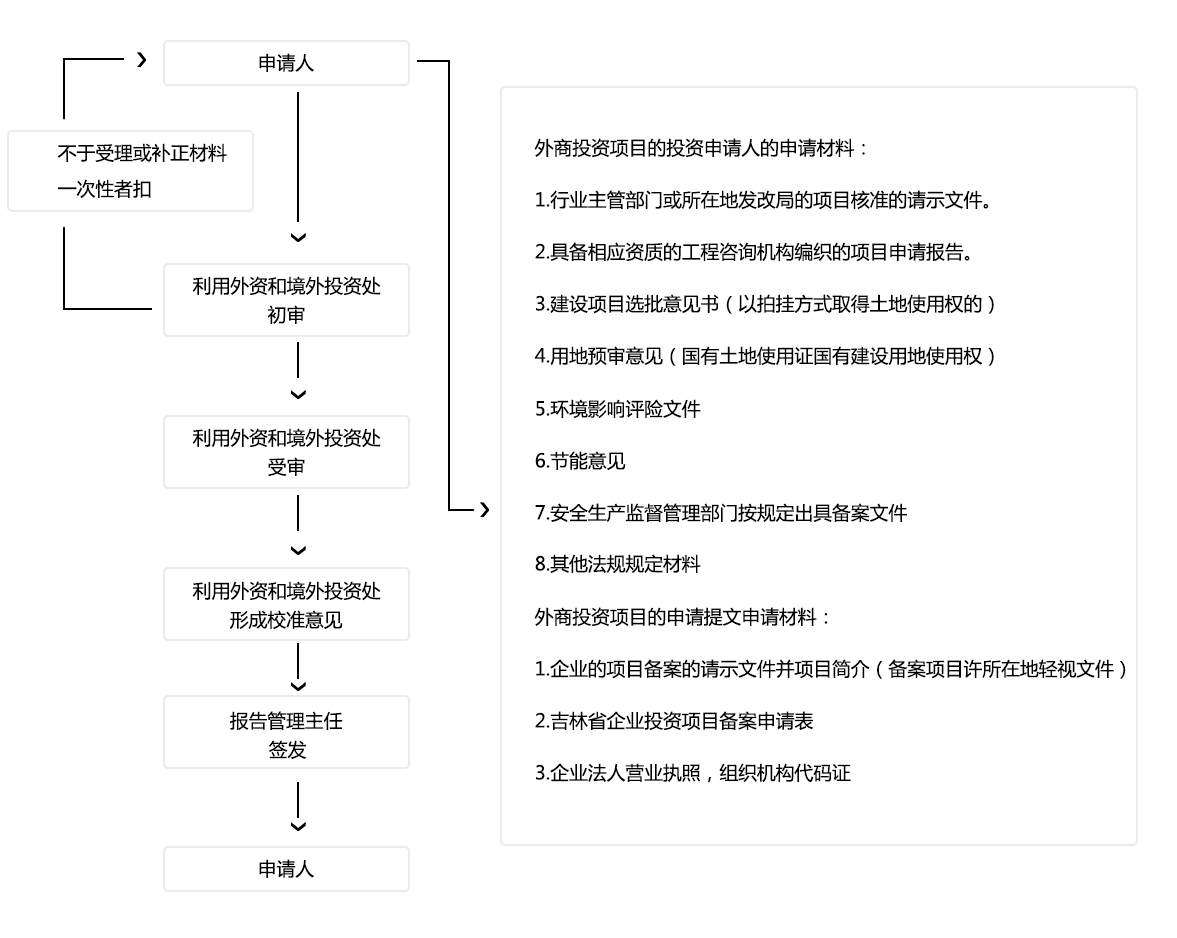 申请人
不于受理或补正材料
一次性者扣
利用外资和境外投资处
初审
利用外资和境外投资处
受审
利用外资和境外投资处
形成校准意见
报告管理主任
签发
申请人
外商投资项目的投资申请人的申请材料：
1.行业主管部门或所在地发改局的项目核准的请示文件。
2.具备相应资质的工程咨询机构编织的项目申请报告。
3.建设项目选批意见书（以拍挂方式取得土地使用权的）
4.用地预审意见（国有土地使用证国有建设用地使用权）
5.环境影响评险文件
6.节能意见
7.安全生产监督管理部门按规定出具备案文件
8.其他法规规定材料
外商投资项目的申请提文申请材料：
1.企业的项目备案的请示文件并项目简介（备案项目许所在地轻视文件）
2.吉林省企业投资项目备案申请表
3.企业法人营业执照，组织机构代码证